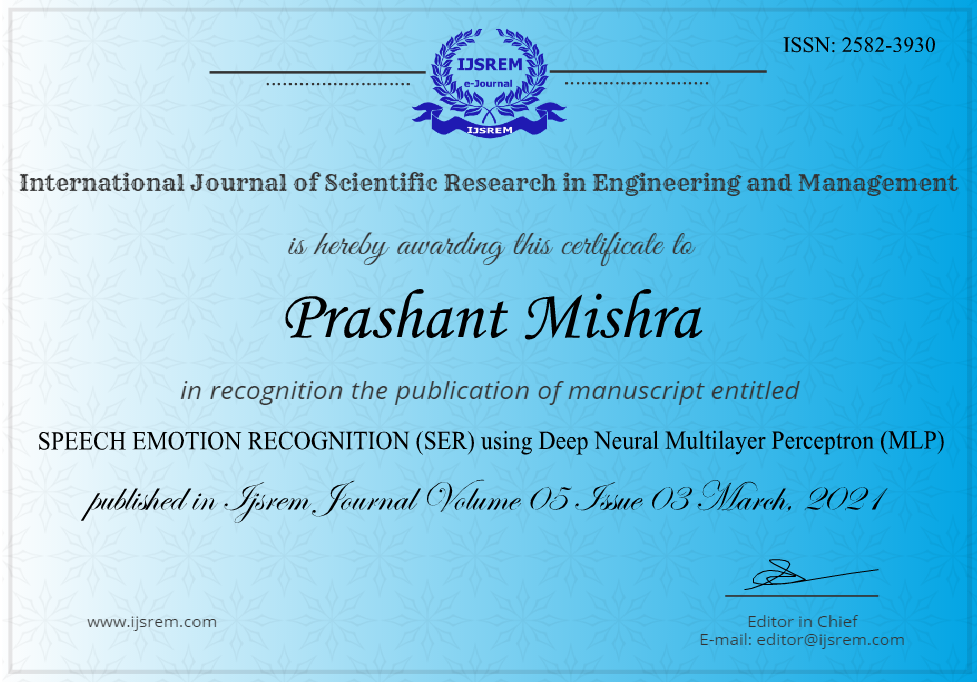 ISSN: 2582-3930
IJSREM
e-Journal
IJSREM
International Journal of Scientific Research in Engineering and Management
is hereby awarding this certificate to
Prashant Mishra
in recognition the publication of manuscript entitled
SPEECH EMOTION RECOGNITION (SER) using Deep Neural Multilayer Perceptron (MLP)
published in Ijsrem Journal Volume 05 Issue 03 March, 2021
www.ijsrem.com
Editor in Chief
E-mail: editor@ijsrem.com